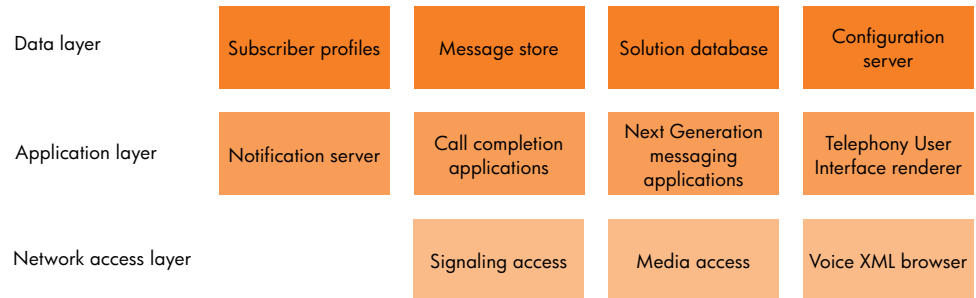 Data layer
Subscriber profiles
Message store
Solution database
Configuration
server
Application layer
Notification server
Call completion
applications
Next Generation
messaging
applications
Telephony User
Interface renderer
Network access layer
Signaling access
Media access
Voice XML browser